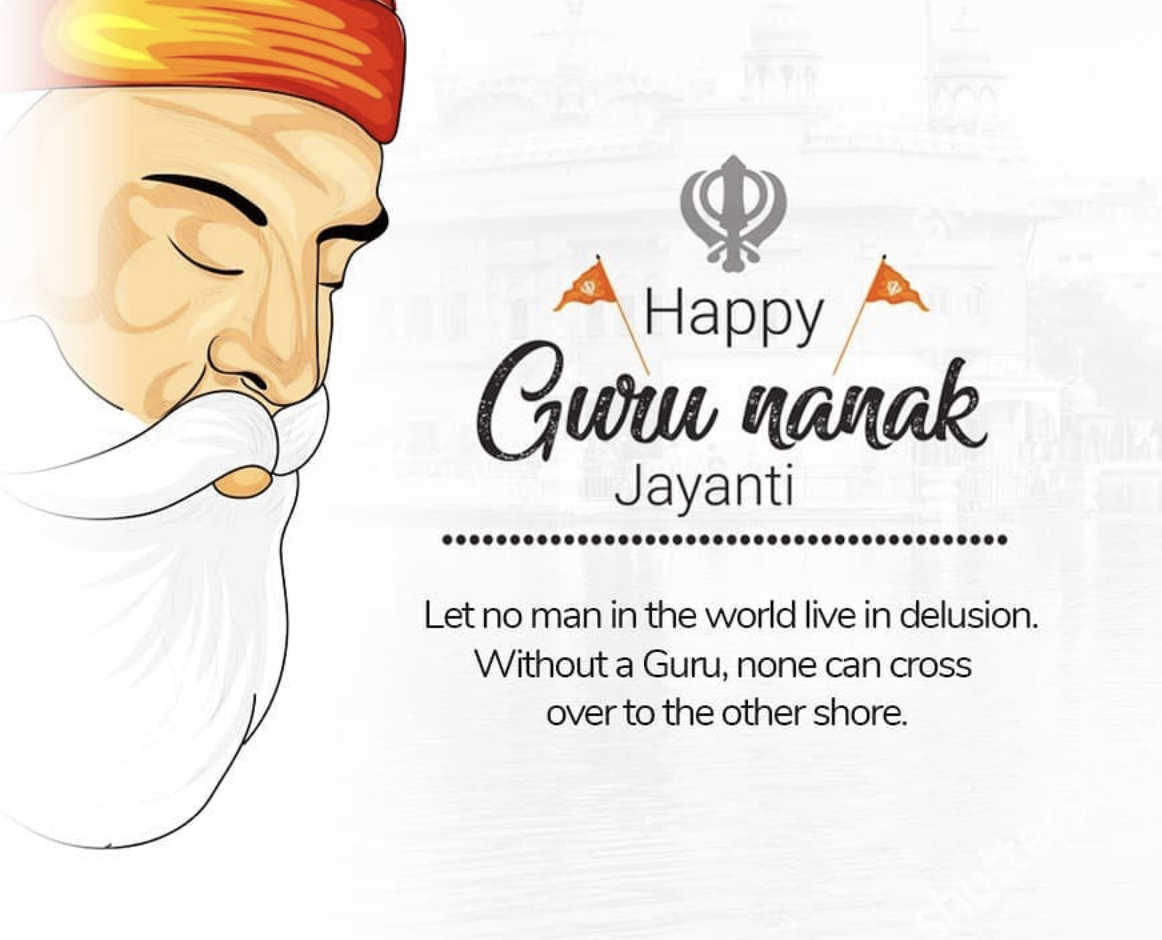 Happy
Guru nanak
Jayanti
Let no man in the world live in delusion.
Without a Guru, none can cross
over to the other shore.